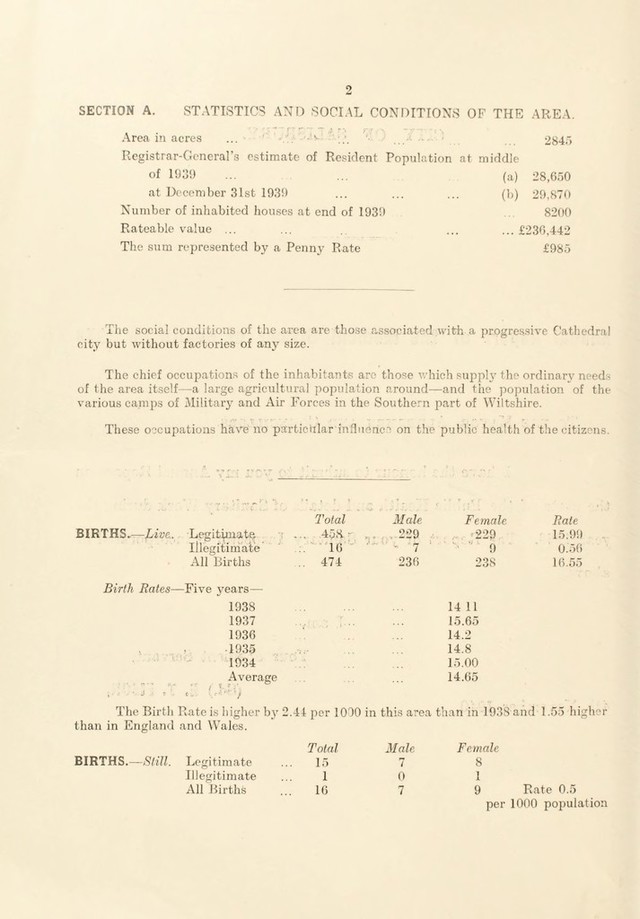 2
SECTION A. STATISTICS AND SOCIAL CONDITIONS OF THE AREA.
Area in acres ... ... ... ... 2845
Registrar-General's estimate of Resident Population at middle
of 1939 ... ... ... (a) 28,650
at December 31st 1939 ... ... ... (b) 29,870
Number of inhabited houses at end of 1939 ... 8200
Rateable value ... ... ... ... ... £236,442
The sum represented by a Penny Rate £985
The social conditions of the area are those associated with a progressive Cathedral
city but without factories of any size.
The chief occupations of the inhabitants are those which supply the ordinary needs
of the area itself—a large agricultural population around—and the population of the
various camps of Military and Air Forces in the Southern part of Wiltshire.
These occupations have no particular influence on the public health of the citizens.
Total Male Female Rate
BIRTHS.—Live. Legitimate ... 458 229 229 15.99
Illegitimate ... 16 7 9 0.56
All Births ... 474 236 238 16.55
Birth Rates—Five years—
1938 ... ... ... 14 11
1937 ... ... ... 15.65
1936 ... ... ... 14.2
1935 ... ... ... 14.8
1934 ... ... ... 15.00
Average ... ... ... 14.65
The Birth Rate is higher by 2.44 per 1000 in this area than in 1938 and 1.55 higher
than in England and Wales.
Total Male Female
BIRTHS.—Still. Legitimate ... 15 7 8
Illegitimate ... 1 0 1
All Births ... 16 7 9 Rate 0.5
per 1000 population